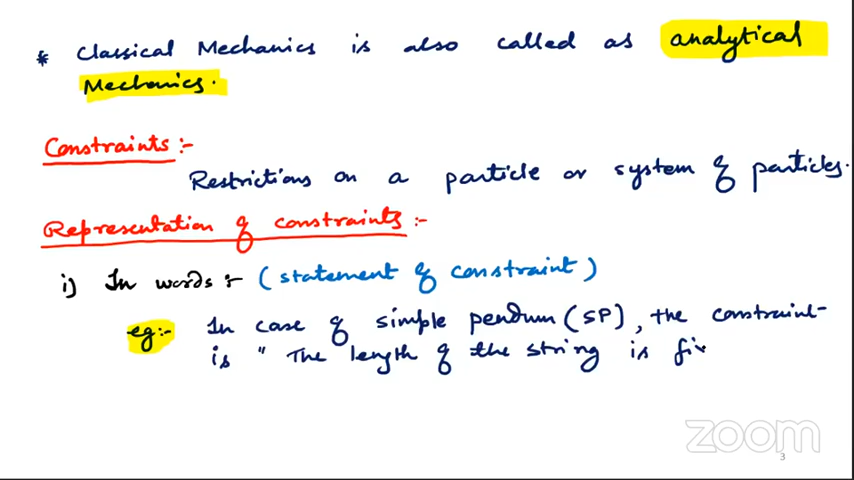 * Classical Mechanics is also called as analytical
Mechanics.
Constraints :-
Restrictions on a particle or system of particles.
Representation of constraints :-
i) In words :- (statement of constraint)
eg:- In case of simple pendum (SP), the constraint
is " The length of the string is fix
zoom
3